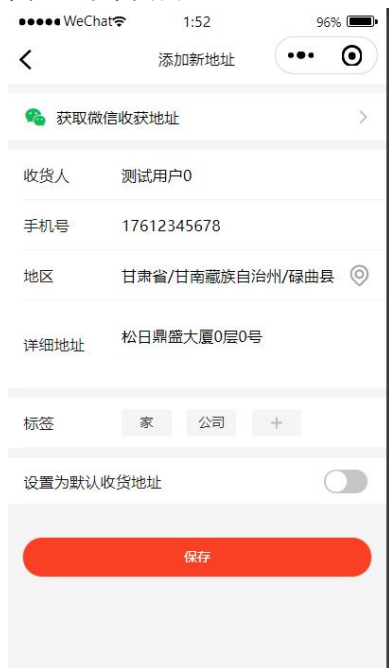 WeChat 1:52 96%
添加新地址
获取微信收获地址
收货人 测试用户0
手机号 17612345678
地区 甘肃省/甘南藏族自治州/碌曲县
详细地址 松日鼎盛大厦0层0号
标签 家 公司 +
设置为默认收货地址
保存